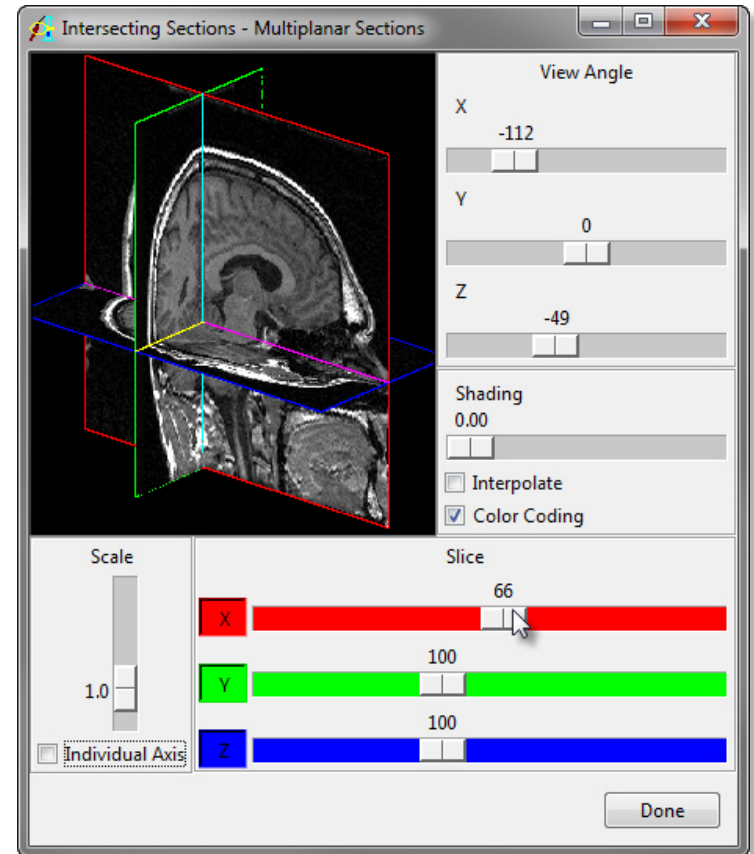 Intersecting Sections - Multiplanar Sections
View Angle
X
-112
Y
0
Z
-49
Shading
0.00
Interpolate
Color Coding
Scale
1.0
Individual Axis
Slice
66
X
100
Y
100
Z
Done